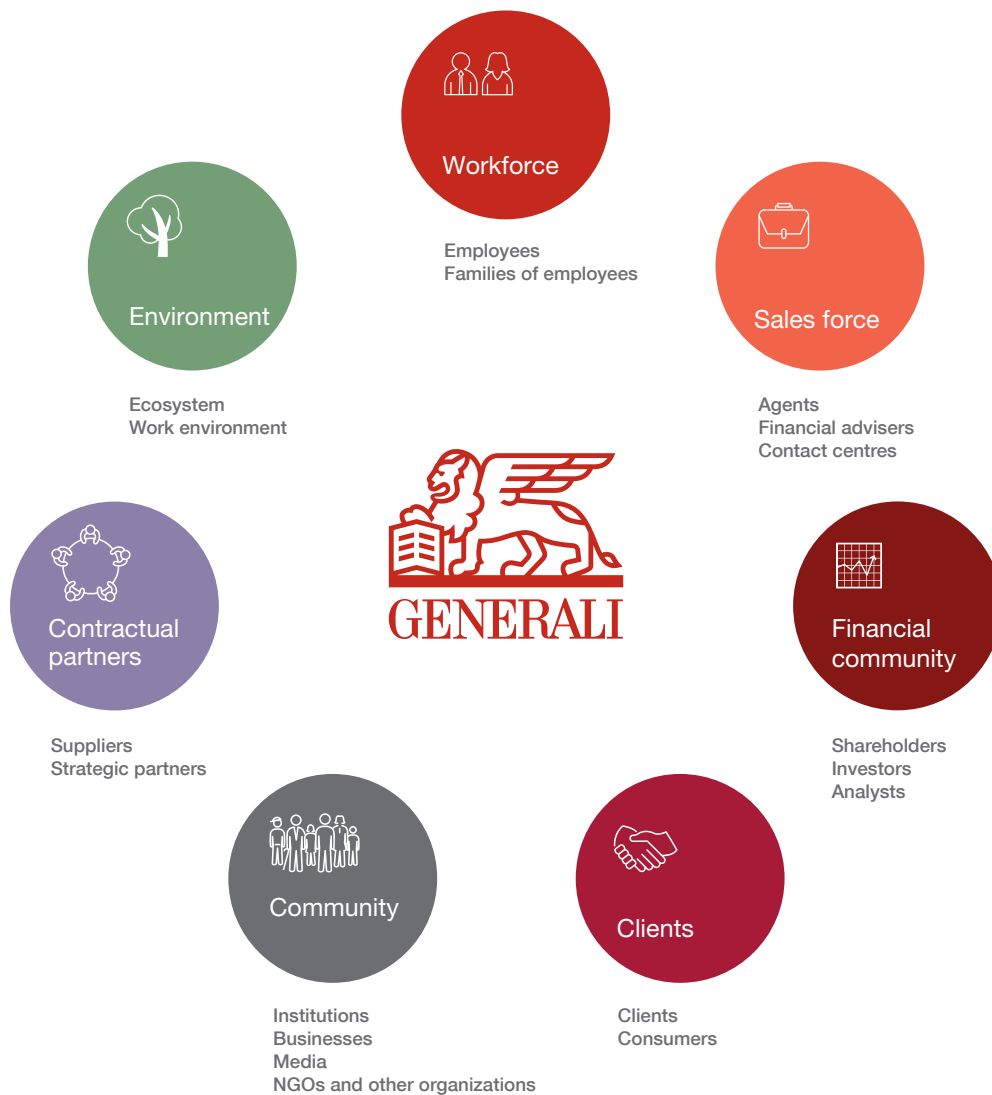 Workforce
Employees
Families of employees
Environment
Ecosystem
Work environment
Sales force
Agents
Financial advisers
Contact centres
GENERALI
Contractual
partners
Suppliers
Strategic partners
Financial
community
Shareholders
Investors
Analysts
Community
Institutions
Businesses
Media
NGOs and other organizations
Clients
Clients
Consumers